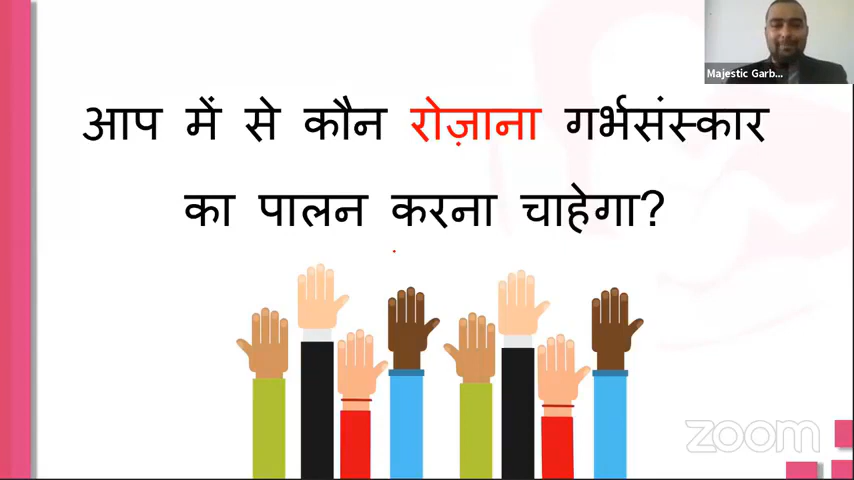 Majestic Garb...
आप में से कौन रोज़ाना गर्भसंस्कार
का पालन करना चाहेगा?
zoom